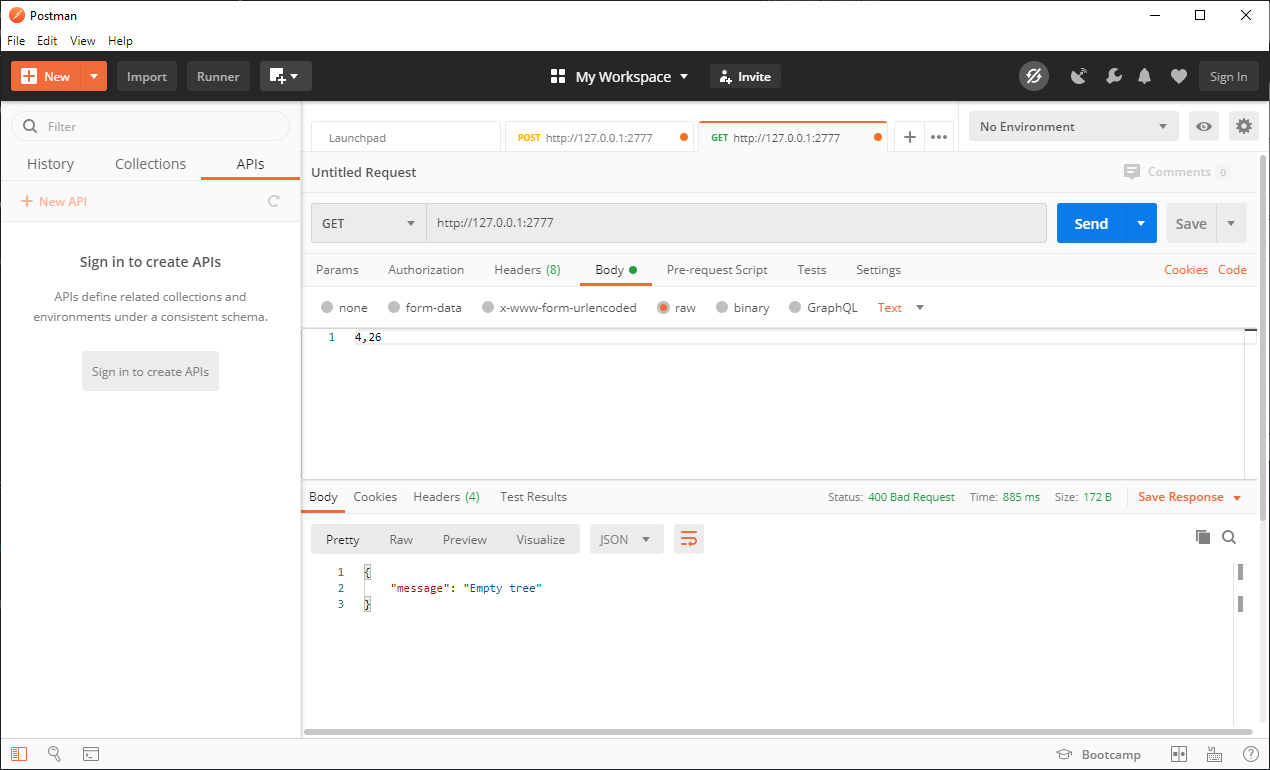 Postman
File Edit View Help
New Import Runner My Workspace Invite Sign In
Filter
History Collections APIs
New API
Sign in to create APIs
APIs define related collections and
environments under a consistent schema.
Sign in to create APIs
Launchpad POST http://127.0.0.1:2777 GET http://127.0.0.1:2777 No Environment
Untitled Request Comments 0
GET http://127.0.0.1:2777 Send Save
Params Authorization Headers (8) Body Pre-request Script Tests Settings Cookies Code
none form-data x-www-form-urlencoded raw binary GraphQL Text
1 4,26
Body Cookies Headers (4) Test Results Status: 400 Bad Request Time: 885 ms Size: 172 B Save Response
Pretty Raw Preview Visualize JSON
1 {
2 "message": "Empty tree"
3 }
Bootcamp